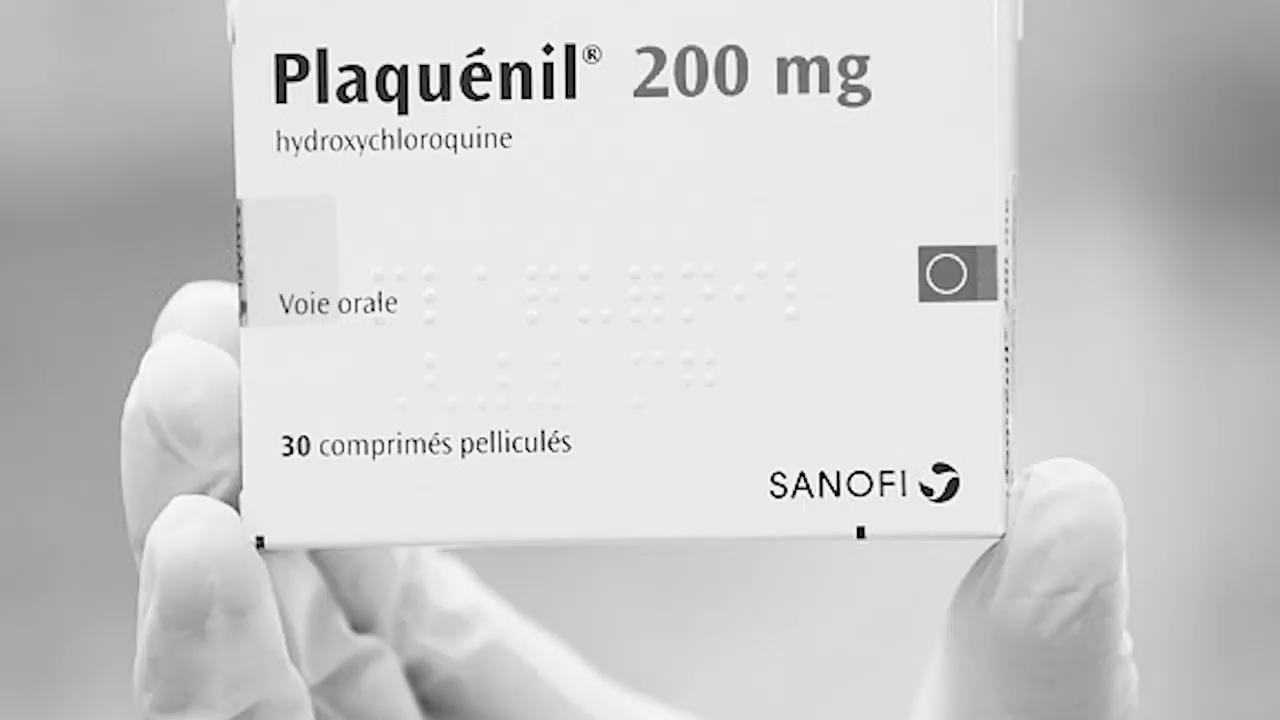 Plaquénil® 200 mg
hydroxychloroquine
Voie orale
30 comprimés pelliculés
SANOFI